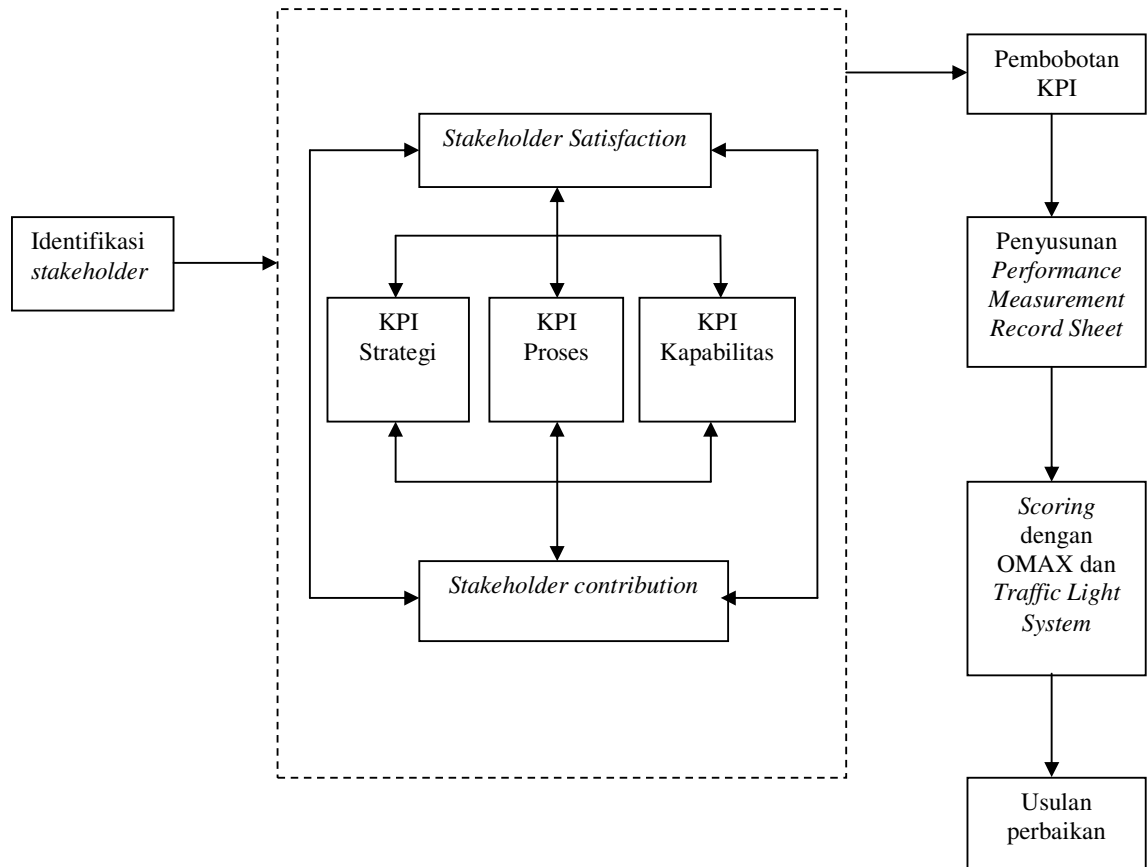 Identifikasi
stakeholder
Stakeholder Satisfaction
KPI
Strategi
KPI
Proses
KPI
Kapabilitas
Stakeholder contribution
Pembobotan
KPI
Penyusunan
Performance
Measurement
Record Sheet
Scoring
dengan
OMAX dan
Traffic Light
System
Usulan
perbaikan